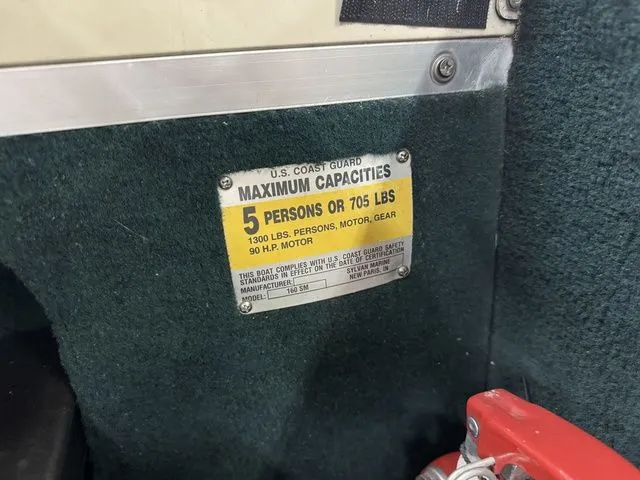 U.S. COAST GUARD
MAXIMUM CAPACITIES
5 PERSONS OR 705 LBS
1300 LBS. PERSONS, MOTOR, GEAR
90 H.P. MOTOR
THIS BOAT COMPLIES WITH U.S. COAST GUARD SAFETY
STANDARDS IN EFFECT ON THE DATE OF CERTIFICATION
MANUFACTURER: SYLVAN MARINE
NEW PARIS, IN
MODEL: 160 SM